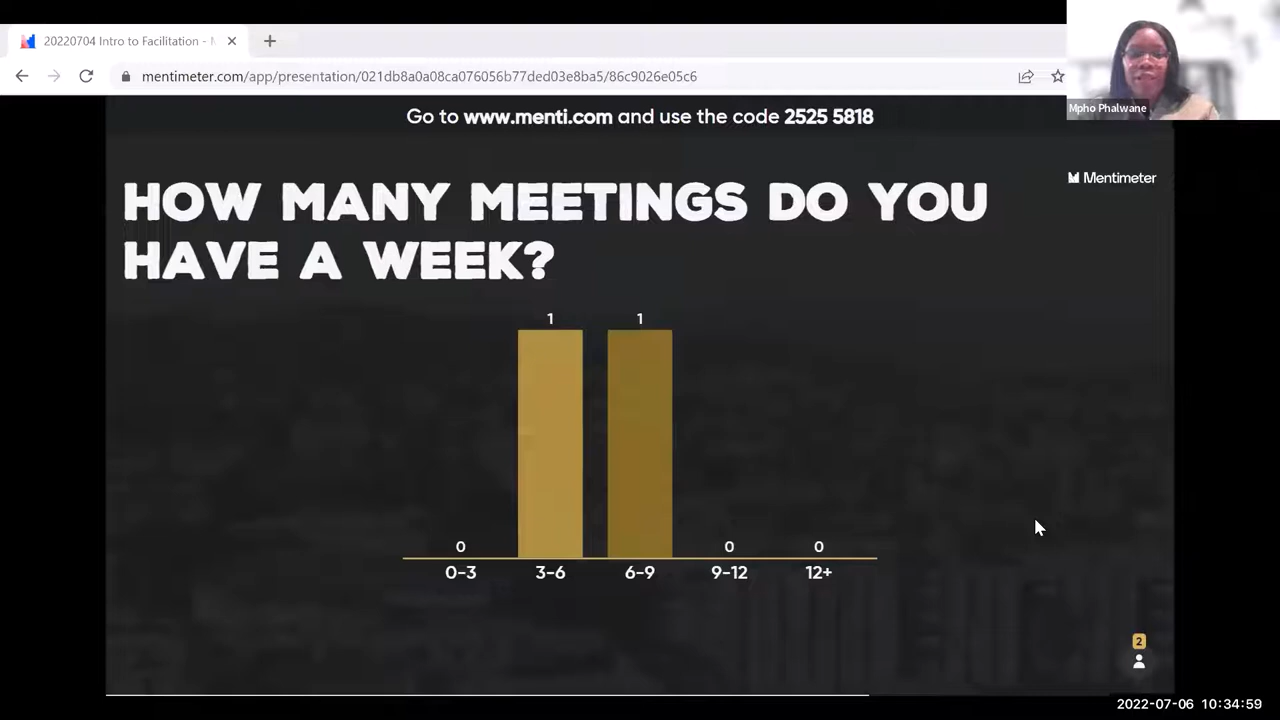 20220704 Intro to Facilitation -
mentimeter.com/app/presentation/021db8a0a08d3076056b77ded03e8ba5/86c9026e05c6
Mpho Phalwane
Go to www.menti.com and use the code 2525 5818
Mentimeter
HOW MANY MEETINGS DO YOU
HAVE A WEEK?
0 1 1 0 0
0-3 3-6 6-9 9-12 12+
2
2022-07-06 10:34:59